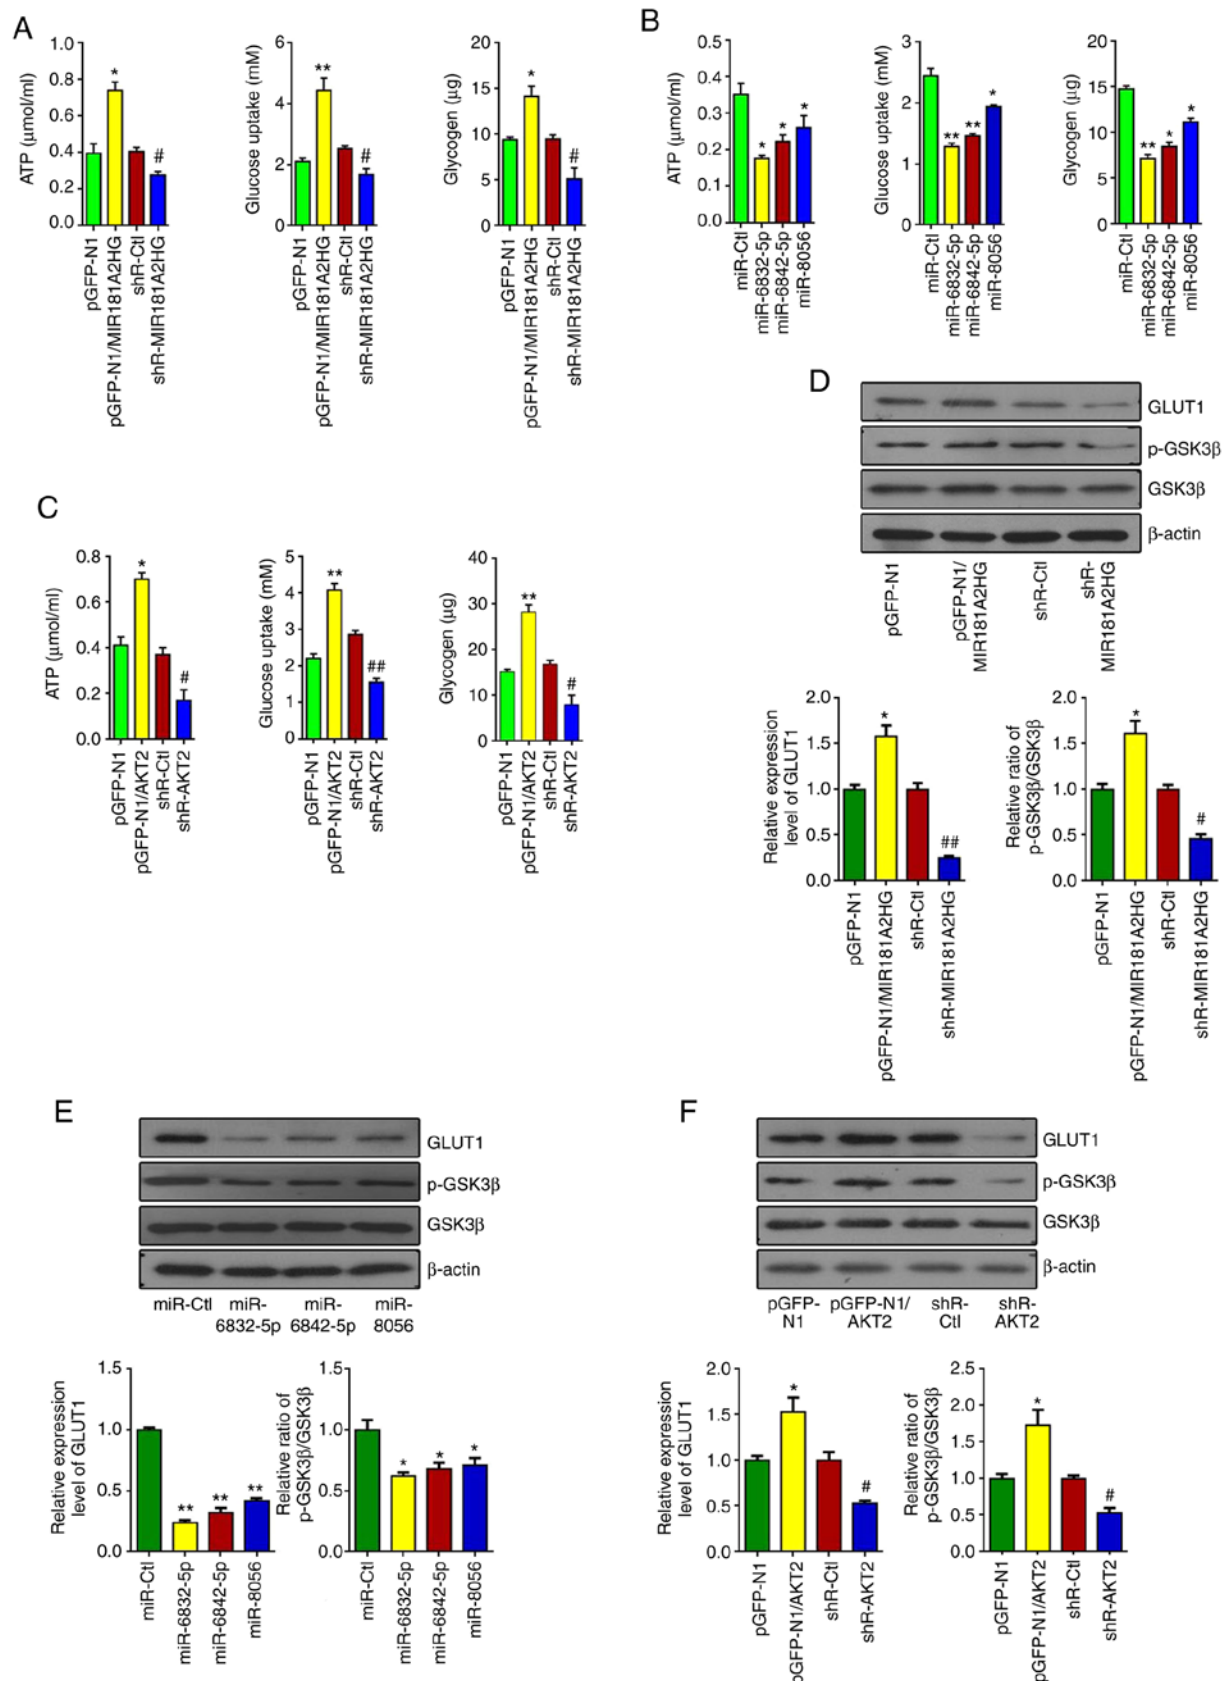 A
ATP (μmol/ml)
0.0
0.2
0.4
0.6
0.8
1.0
*
#
pGFP-N1
pGFP-N1/MIR181A2HG
shR-Ctl
shR-MIR181A2HG
Glucose uptake (mM)
0
2
4
6
**
#
pGFP-N1
pGFP-N1/MIR181A2HG
shR-Ctl
shR-MIR181A2HG
Glycogen (μg)
0
5
10
15
20
*
#
pGFP-N1
pGFP-N1/MIR181A2HG
shR-Ctl
shR-MIR181A2HG
B
ATP (μmol/ml)
0.0
0.1
0.2
0.3
0.4
0.5
*
*
*
miR-Ctl
miR-6832-5p
miR-6842-5p
miR-8056
Glucose uptake (mM)
0
1
2
3
**
**
*
miR-Ctl
miR-6832-5p
miR-6842-5p
miR-8056
Glycogen (μg)
0
5
10
15
20
**
*
*
miR-Ctl
miR-6832-5p
miR-6842-5p
miR-8056
C
ATP (μmol/ml)
0.0
0.2
0.4
0.6
0.8
*
#
pGFP-N1
pGFP-N1/AKT2
shR-Ctl
shR-AKT2
Glucose uptake (mM)
0
1
2
3
4
5
**
##
pGFP-N1
pGFP-N1/AKT2
shR-Ctl
shR-AKT2
Glycogen (μg)
0
10
20
30
40
**
#
pGFP-N1
pGFP-N1/AKT2
shR-Ctl
shR-AKT2
D
GLUT1
p-GSK3β
GSK3β
β-actin
pGFP-N1
pGFP-N1/
MIR181A2HG
shR-Ctl
shR-
MIR181A2HG
Relative expression
level of GLUT1
0.0
0.5
1.0
1.5
2.0
*
##
pGFP-N1
pGFP-N1/MIR181A2HG
shR-Ctl
shR-MIR181A2HG
Relative ratio of
p-GSK3β/GSK3β
0.0
0.5
1.0
1.5
2.0
*
#
pGFP-N1
pGFP-N1/MIR181A2HG
shR-Ctl
shR-MIR181A2HG
E
GLUT1
p-GSK3β
GSK3β
β-actin
miR-Ctl
miR-
6832-5p
miR-
6842-5p
miR-
8056
Relative expression
level of GLUT1
0.0
0.5
1.0
1.5
**
**
**
miR-Ctl
miR-6832-5p
miR-6842-5p
miR-8056
Relative ratio of
p-GSK3β/GSK3β
0.0
0.5
1.0
1.5
*
*
*
miR-Ctl
miR-6832-5p
miR-6842-5p
miR-8056
F
GLUT1
p-GSK3β
GSK3β
β-actin
pGFP-
N1
pGFP-N1/
AKT2
shR-
Ctl
shR-
AKT2
Relative expression
level of GLUT1
0.0
0.5
1.0
1.5
2.0
*
#
pGFP-N1
pGFP-N1/AKT2
shR-Ctl
shR-AKT2
Relative ratio of
p-GSK3β/GSK3β
0.0
0.5
1.0
1.5
2.0
2.5
*
#
pGFP-N1
pGFP-N1/AKT2
shR-Ctl
shR-AKT2